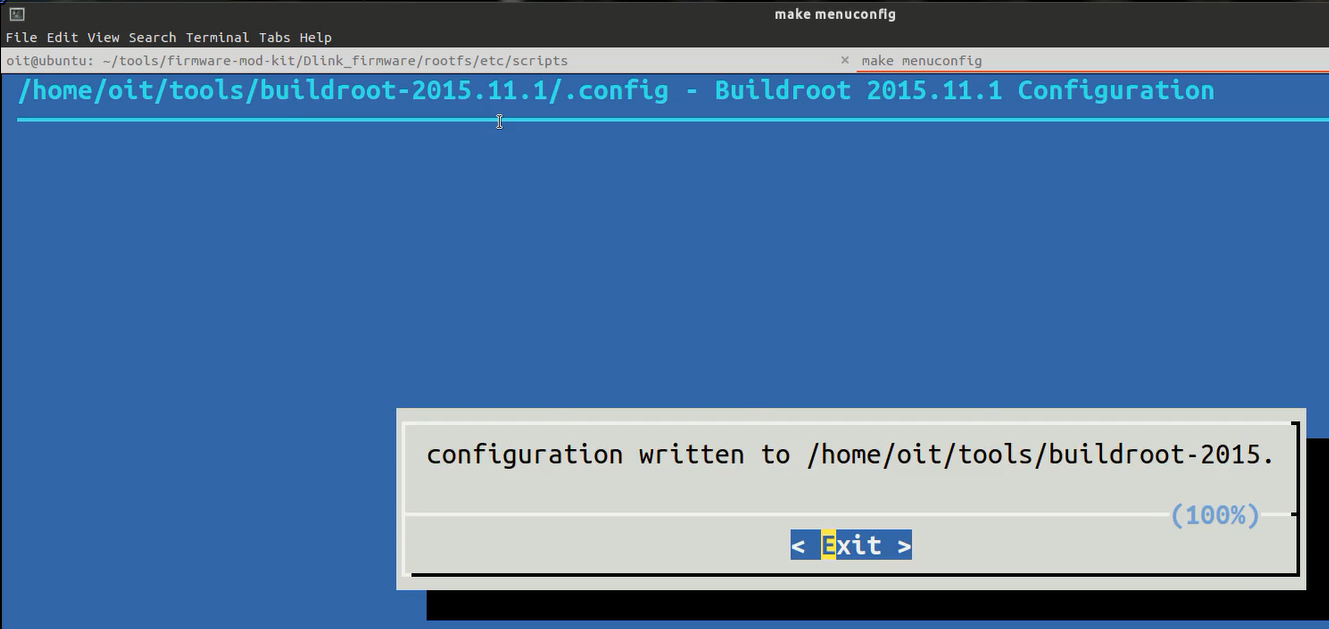 make menuconfig
File Edit View Search Terminal Tabs Help
oit@ubuntu: ~/tools/firmware-mod-kit/Dlink_firmware/rootfs/etc/scripts × make menuconfig
/home/oit/tools/buildroot-2015.11.1/.config - Buildroot 2015.11.1 Configuration
configuration written to /home/oit/tools/buildroot-2015.
(100%)
< Exit >